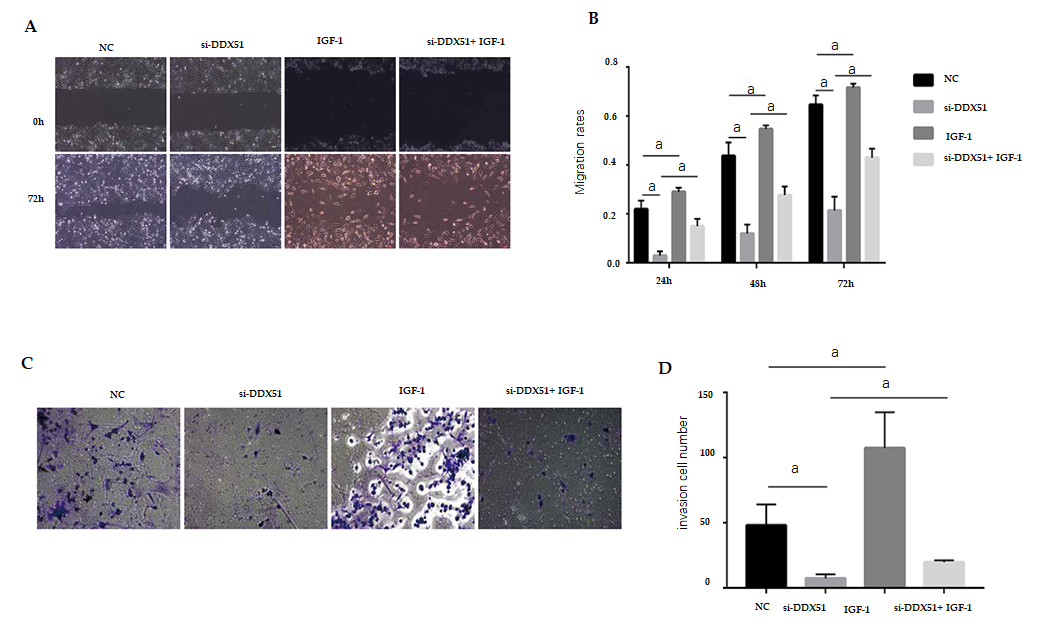 A
NC
si-DDX51
IGF-1
si-DDX51+ IGF-1
0h
72h
B
Migration rates
0.8
0.6
0.4
0.2
0.0
a
a
a
a
a
a
a
a
a
24h
48h
72h
NC
si-DDX51
IGF-1
si-DDX51+ IGF-1
C
NC
si-DDX51
IGF-1
si-DDX51+ IGF-1
D
invasion cell number
150
100
50
0
a
a
a
NC
si-DDX51
IGF-1
si-DDX51+ IGF-1